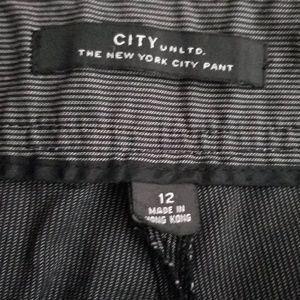 CITY UNLTD.
THE NEW YORK CITY PANT
12
MADE IN
HONG KONG